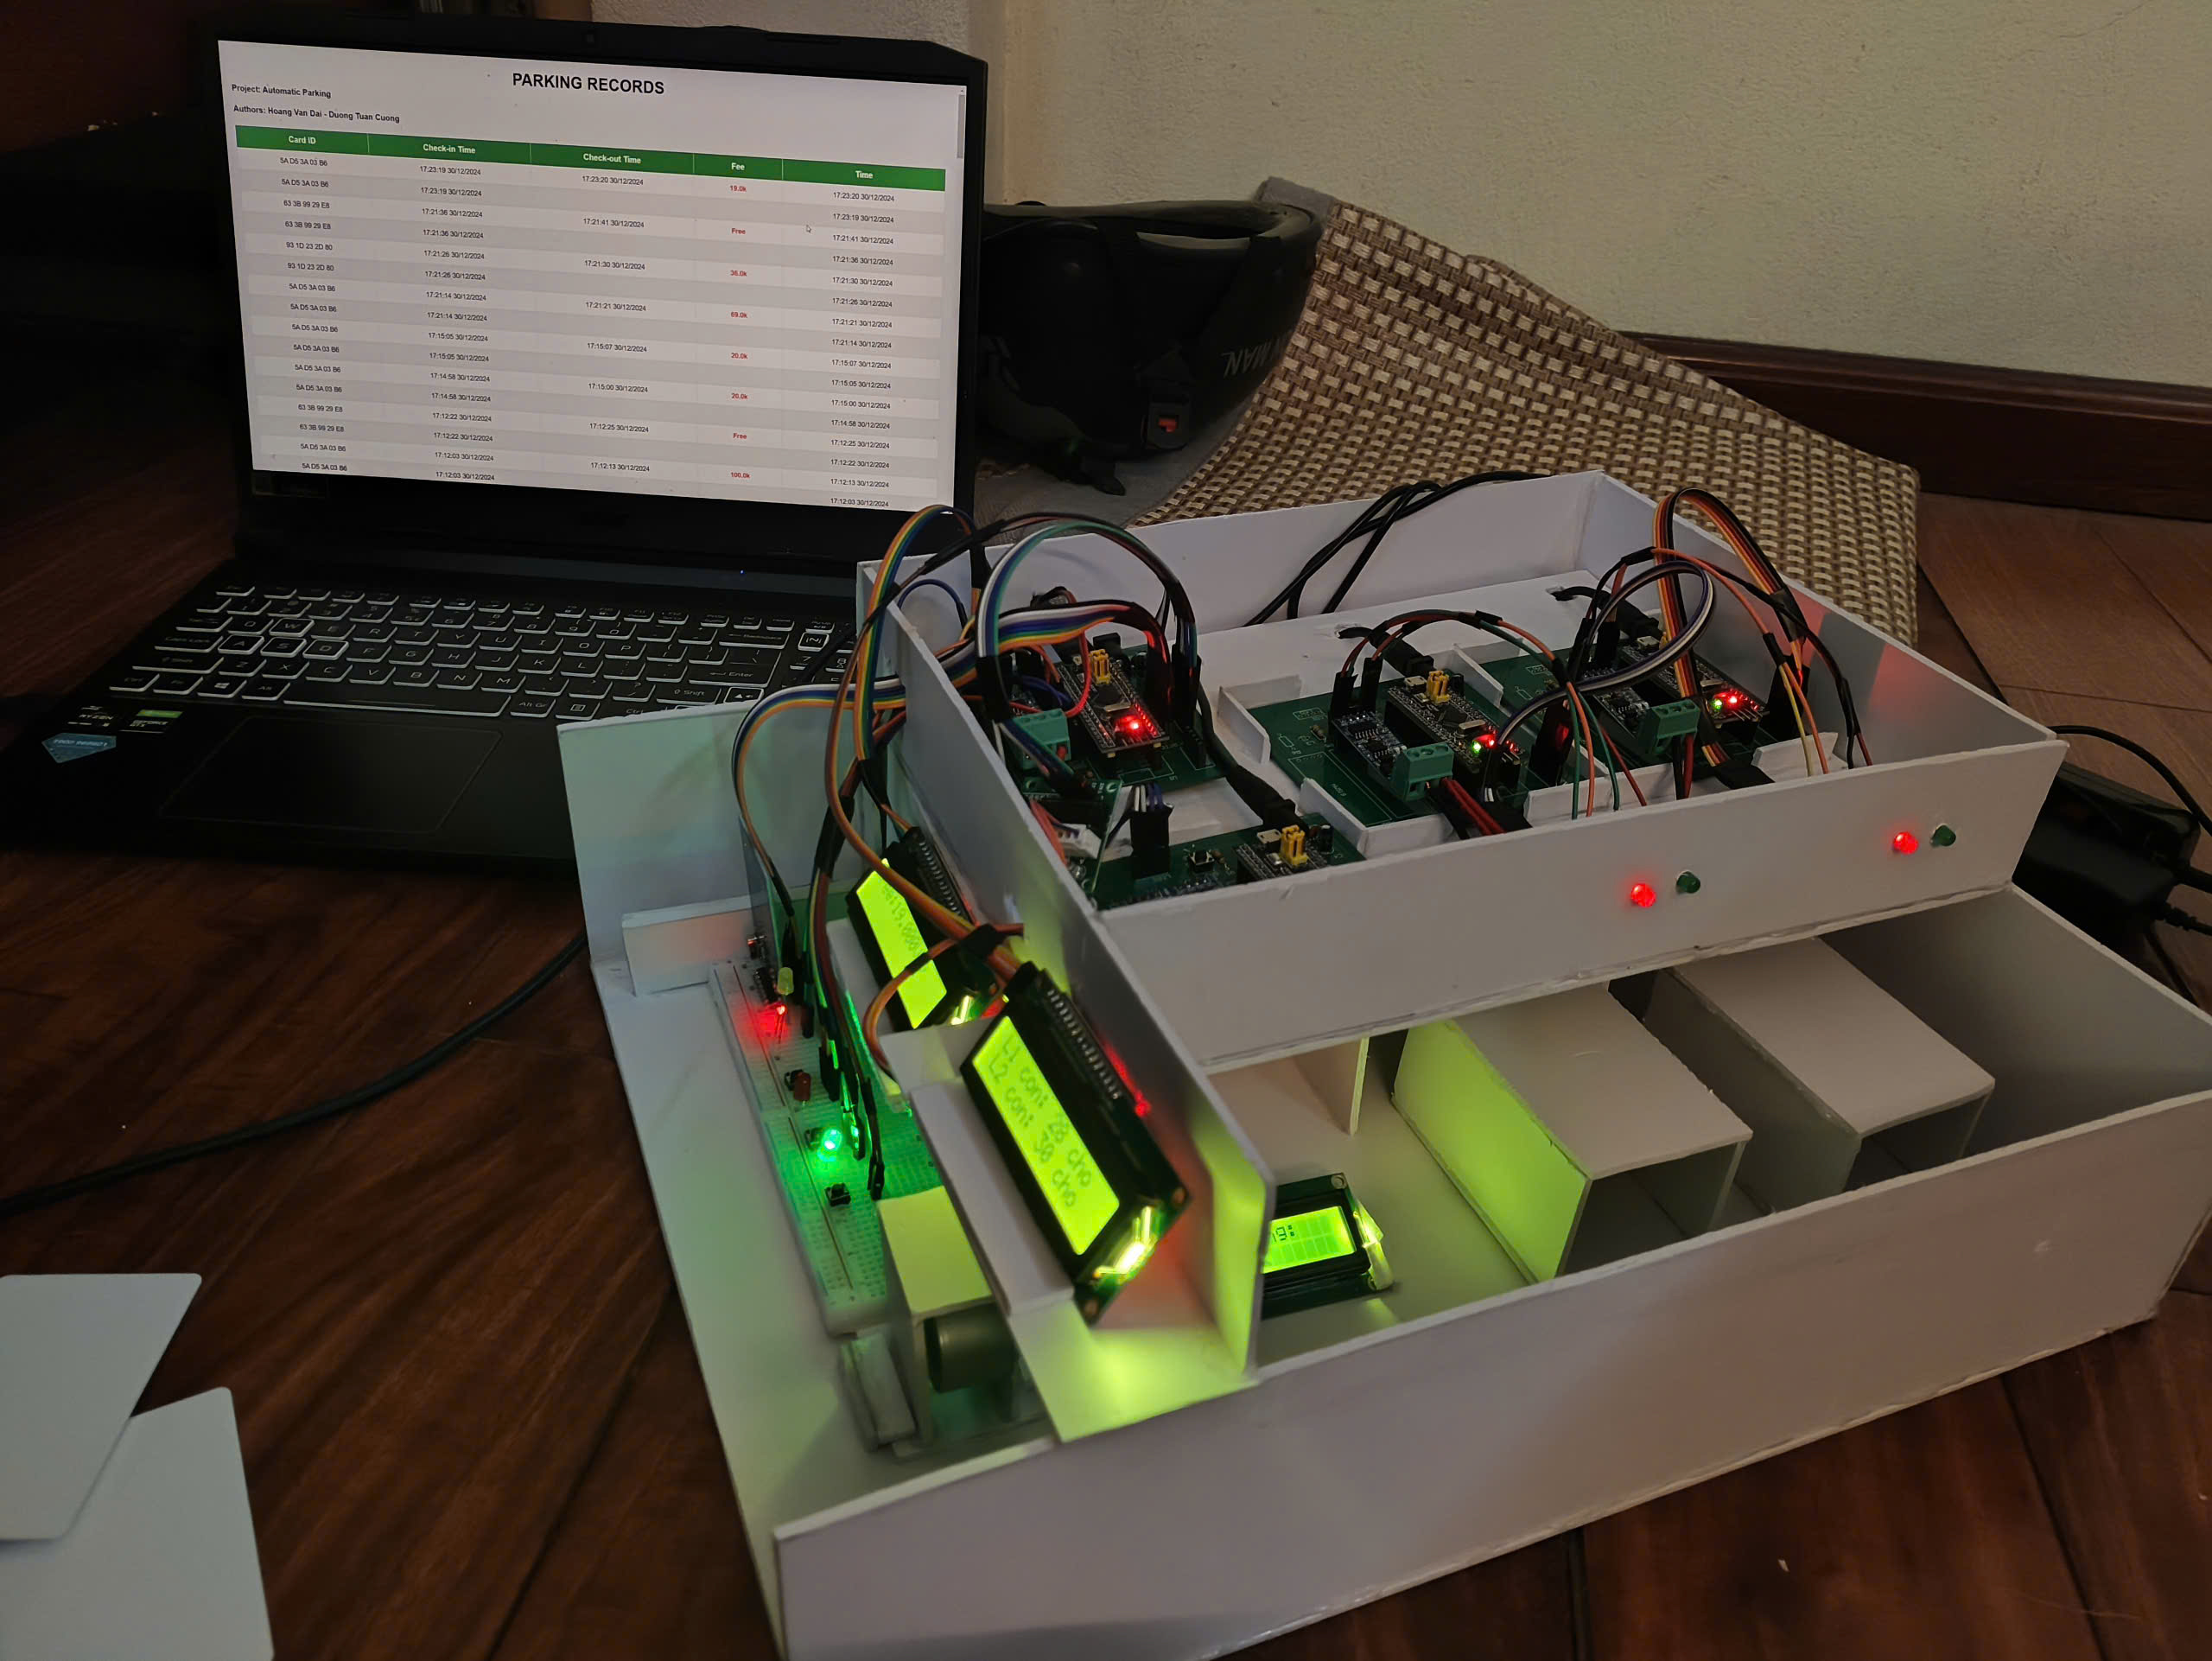 PARKING RECORDS
Project: Automatic Parking
Authors: Hoang Van Dai - Duong Tuan Cuong
Card ID Check-in Time Check-out Time Fee Time
5A D5 3A 03 B6 17:23:19 30/12/2024 17:23:20 30/12/2024 19.0k 17:23:20 30/12/2024
5A D5 3A 03 B6 17:23:19 30/12/2024 17:23:19 30/12/2024
63 3B 99 29 E8 17:21:36 30/12/2024 17:21:41 30/12/2024 Free 17:21:41 30/12/2024
63 3B 99 29 E8 17:21:36 30/12/2024 17:21:36 30/12/2024
93 1D 23 2D 80 17:21:26 30/12/2024 17:21:30 30/12/2024 36.0k 17:21:30 30/12/2024
93 1D 23 2D 80 17:21:26 30/12/2024 17:21:26 30/12/2024
5A D5 3A 03 B6 17:21:14 30/12/2024 17:21:21 30/12/2024 69.0k 17:21:21 30/12/2024
5A D5 3A 03 B6 17:21:14 30/12/2024 17:21:14 30/12/2024
5A D5 3A 03 B6 17:15:05 30/12/2024 17:15:07 30/12/2024 20.0k 17:15:07 30/12/2024
5A D5 3A 03 B6 17:15:05 30/12/2024 17:15:05 30/12/2024
5A D5 3A 03 B6 17:14:58 30/12/2024 17:15:00 30/12/2024 20.0k 17:15:00 30/12/2024
5A D5 3A 03 B6 17:14:58 30/12/2024 17:14:58 30/12/2024
63 3B 99 29 E8 17:12:22 30/12/2024 17:12:25 30/12/2024 Free 17:12:25 30/12/2024
63 3B 99 29 E8 17:12:22 30/12/2024 17:12:22 30/12/2024
5A D5 3A 03 B6 17:12:03 30/12/2024 17:12:13 30/12/2024 100.0k 17:12:13 30/12/2024
5A D5 3A 03 B6 17:12:03 30/12/2024 17:12:03 30/12/2024
RYZEN
GEFORCE
L1 con: 28 cho
L2 con: 30 cho